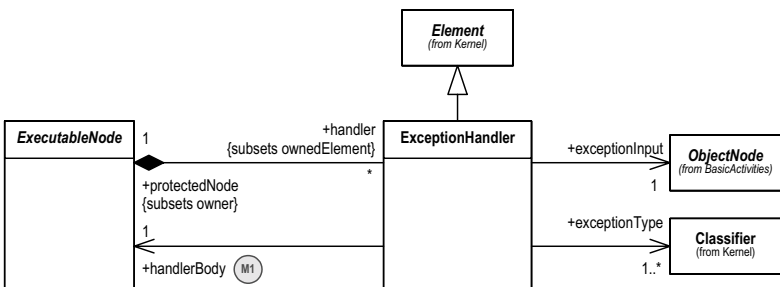 Element
(from Kernel)
ExecutableNode
1
+handler
{subsets ownedElement}
*
+protectedNode
{subsets owner}
1
+handlerBody
M1
ExceptionHandler
+exceptionInput
1
ObjectNode
(from BasicActivities)
+exceptionType
1..*
Classifier
(from Kernel)